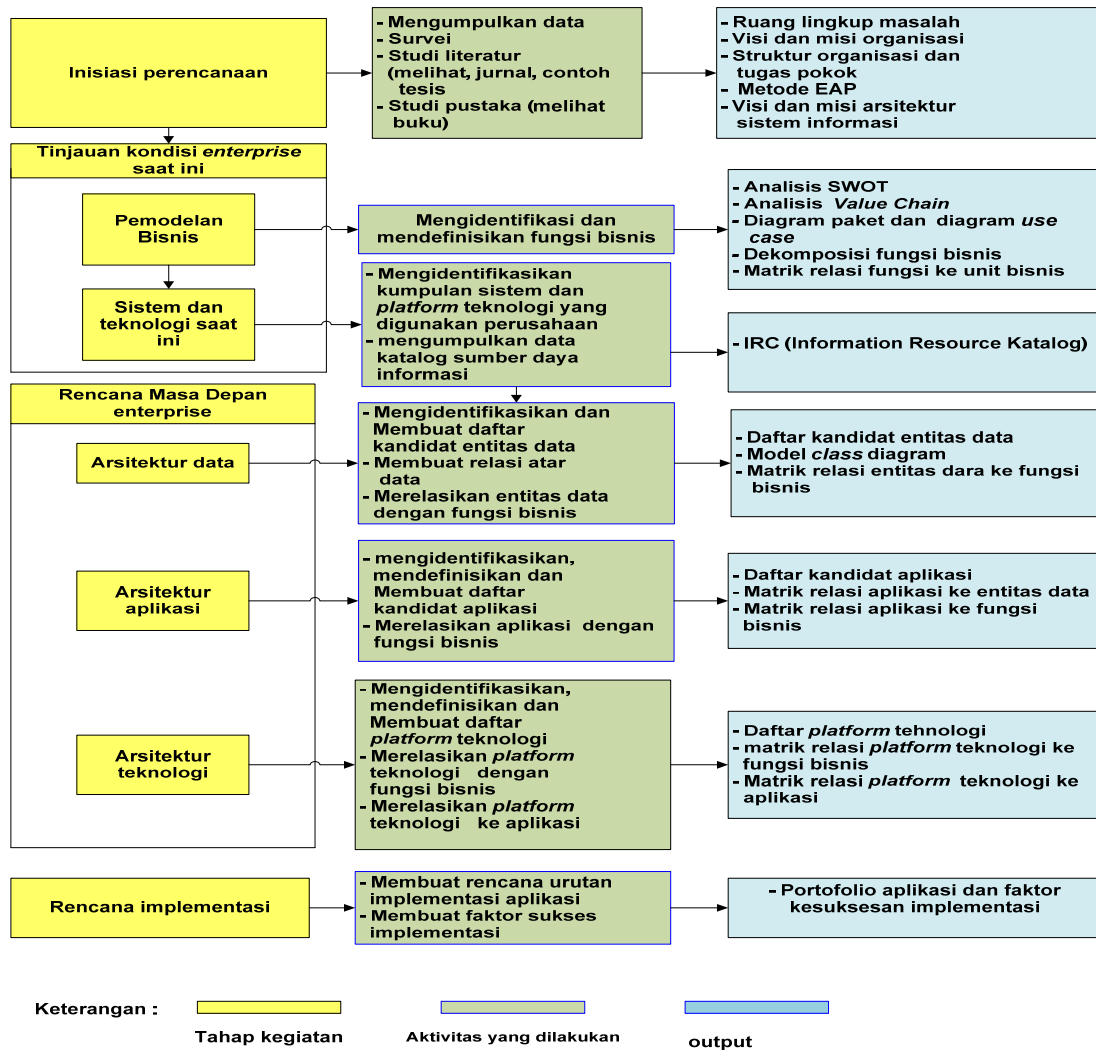 Inisiasi perencanaan
- Mengumpulkan data
- Survei
- Studi literatur
(melihat, jurnal, contoh
tesis
- Studi pustaka (melihat
buku)
- Ruang lingkup masalah
- Visi dan misi organisasi
- Struktur organisasi dan
tugas pokok
- Metode EAP
- Visi dan misi arsitektur
sistem informasi
Tinjauan kondisi enterprise
saat ini
Pemodelan
Bisnis
Mengidentifikasi dan
mendefinisikan fungsi bisnis
- Analisis SWOT
- Analisis Value Chain
- Diagram paket dan diagram use
case
- Dekomposisi fungsi bisnis
- Matrik relasi fungsi ke unit bisnis
Sistem dan
teknologi saat
ini
- Mengidentifikasikan
kumpulan sistem dan
platform teknologi yang
digunakan perusahaan
- mengumpulkan data
katalog sumber daya
informasi
- IRC (Information Resource Katalog)
Rencana Masa Depan
enterprise
Arsitektur data
- Mengidentifikasikan dan
Membuat daftar
kandidat entitas data
- Membuat relasi atar
data
- Merelasikan entitas data
dengan fungsi bisnis
- Daftar kandidat entitas data
- Model class diagram
- Matrik relasi entitas dara ke fungsi
bisnis
Arsitektur
aplikasi
- mengidentifikasikan,
mendefinisikan dan
Membuat daftar
kandidat aplikasi
- Merelasikan aplikasi dengan
fungsi bisnis
- Daftar kandidat aplikasi
- Matrik relasi aplikasi ke entitas data
- Matrik relasi aplikasi ke fungsi
bisnis
Arsitektur
teknologi
- Mengidentifikasikan,
mendefinisikan dan
Membuat daftar
platform teknologi
- Merelasikan platform
teknologi dengan
fungsi bisnis
- Merelasikan platform
teknologi ke aplikasi
- Daftar platform tehnologi
- matrik relasi platform teknologi ke
fungsi bisnis
- Matrik relasi platform teknologi ke
aplikasi
Rencana implementasi
- Membuat rencana urutan
implementasi aplikasi
- Membuat faktor sukses
implementasi
- Portofolio aplikasi dan faktor
kesuksesan implementasi
Keterangan :
Tahap kegiatan
Aktivitas yang dilakukan
output